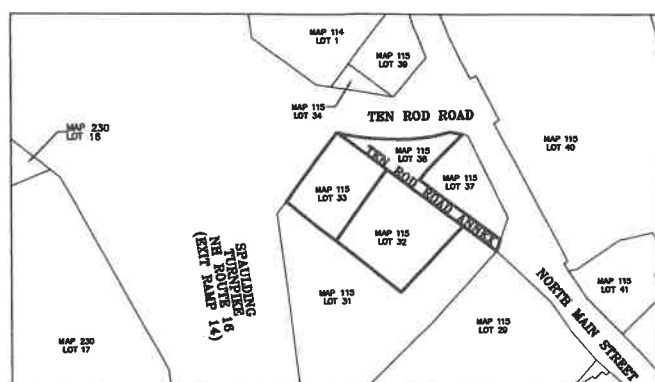 MAP 114
LOT 1
MAP 115
LOT 39
MAP 115
LOT 34
TEN ROD ROAD
MAP 230
LOT 16
MAP 115
LOT 40
MAP 115
LOT 36
TEN ROD ROAD ANNEX
MAP 115
LOT 37
MAP 115
LOT 33
MAP 115
LOT 32
SPAULDING
TURNPIKE
NH ROUTE 16
(EXIT RAMP 14)
MAP 115
LOT 31
NORTH MAIN STREET
MAP 115
LOT 41
MAP 115
LOT 29
MAP 230
LOT 17